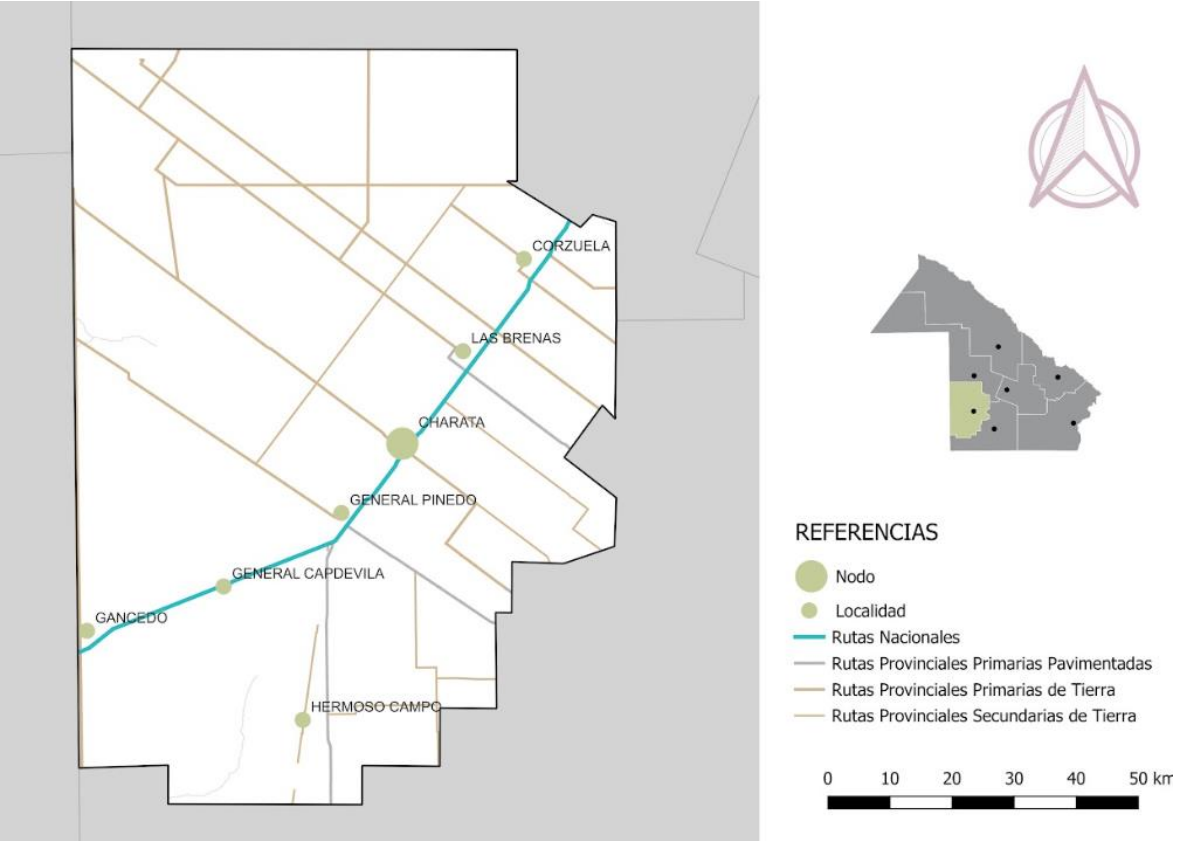 CORZUELA
LAS BRENAS
CHARATA
GENERAL PINEDO
GENERAL CAPDEVILA
GANCEDO
HERMOSO CAMPO
REFERENCIAS
Nodo
Localidad
Rutas Nacionales
Rutas Provinciales Primarias Pavimentadas
Rutas Provinciales Primarias de Tierra
Rutas Provinciales Secundarias de Tierra
0 10 20 30 40 50 km